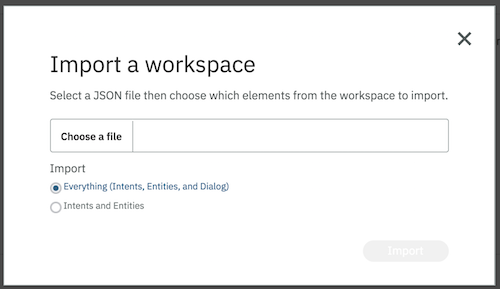 Import a workspace
Select a JSON file then choose which elements from the workspace to import.
Choose a file
Import
Everything (Intents, Entities, and Dialog)
Intents and Entities
Import